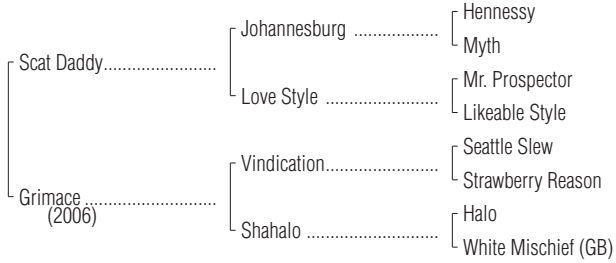 Hennessy
Johannesburg ..................
Myth
Scat Daddy........................
Mr. Prospector
Love Style ........................
Likeable Style
Seattle Slew
Vindication........................
Strawberry Reason
Grimace ............................
(2006)
Halo
Shahalo ............................
White Mischief (GB)